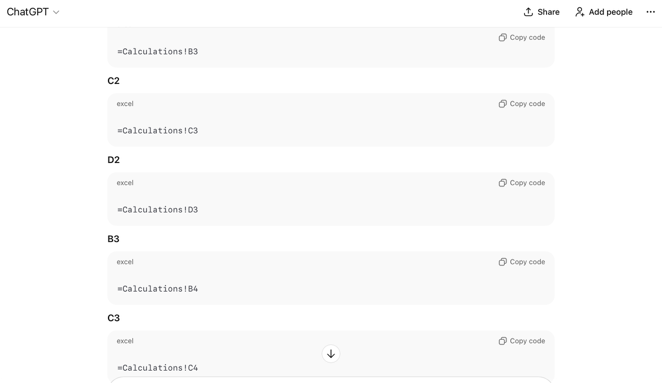 ChatGPT
Share
Add people
Copy code
=Calculations!B3
C2
excel
Copy code
=Calculations!C3
D2
excel
Copy code
=Calculations!D3
B3
excel
Copy code
=Calculations!B4
C3
excel
Copy code
=Calculations!C4